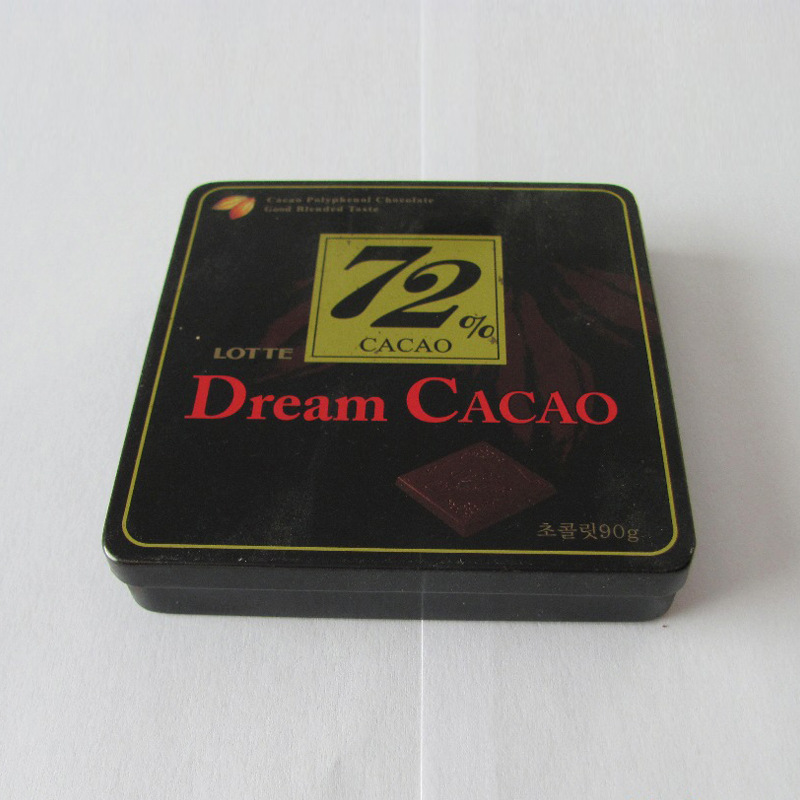 Cacao Polyphenol Chocolate
Good Blended Taste
72%
CACAO
LOTTE
Dream CACAO
초콜릿90g